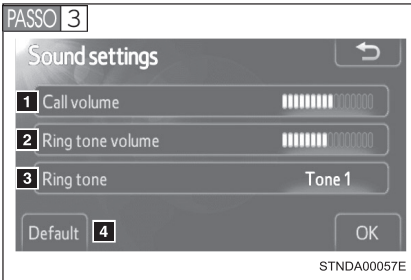 PASSO 3
Sound settings
1 Call volume
2 Ring tone volume
3 Ring tone Tone 1
Default 4 OK
STNDA00057E